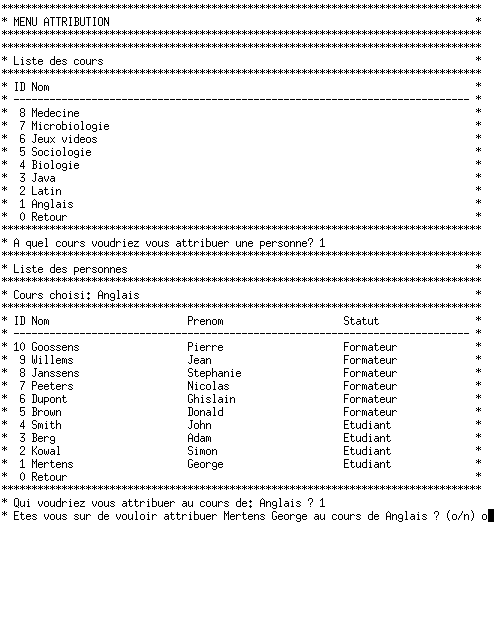 *******************************************************************************
* MENU ATTRIBUTION *
*******************************************************************************
*******************************************************************************
* Liste des cours *
*******************************************************************************
* ID Nom *
* --------------------------------------------------------------------------- *
* 8 Medecine *
* 7 Microbiologie *
* 6 Jeux videos *
* 5 Sociologie *
* 4 Biologie *
* 3 Java *
* 2 Latin *
* 1 Anglais *
* 0 Retour *
*******************************************************************************
* A quel cours voudriez vous attribuer une personne? 1
*******************************************************************************
* Liste des personnes *
*******************************************************************************
* Cours choisi: Anglais
*******************************************************************************
* ID Nom Prenom Statut *
* --------------------------------------------------------------------------- *
* 10 Goossens Pierre Formateur *
* 9 Willems Jean Formateur *
* 8 Janssens Stephanie Formateur *
* 7 Peeters Nicolas Formateur *
* 6 Dupont Ghislain Formateur *
* 5 Brown Donald Formateur *
* 4 Smith John Etudiant *
* 3 Berg Adam Etudiant *
* 2 Kowal Simon Etudiant *
* 1 Mertens George Etudiant *
* 0 Retour *
*******************************************************************************
* Qui voudriez vous attribuer au cours de: Anglais ? 1
* Etes vous sur de vouloir attribuer Mertens George au cours de Anglais ? (o/n) o